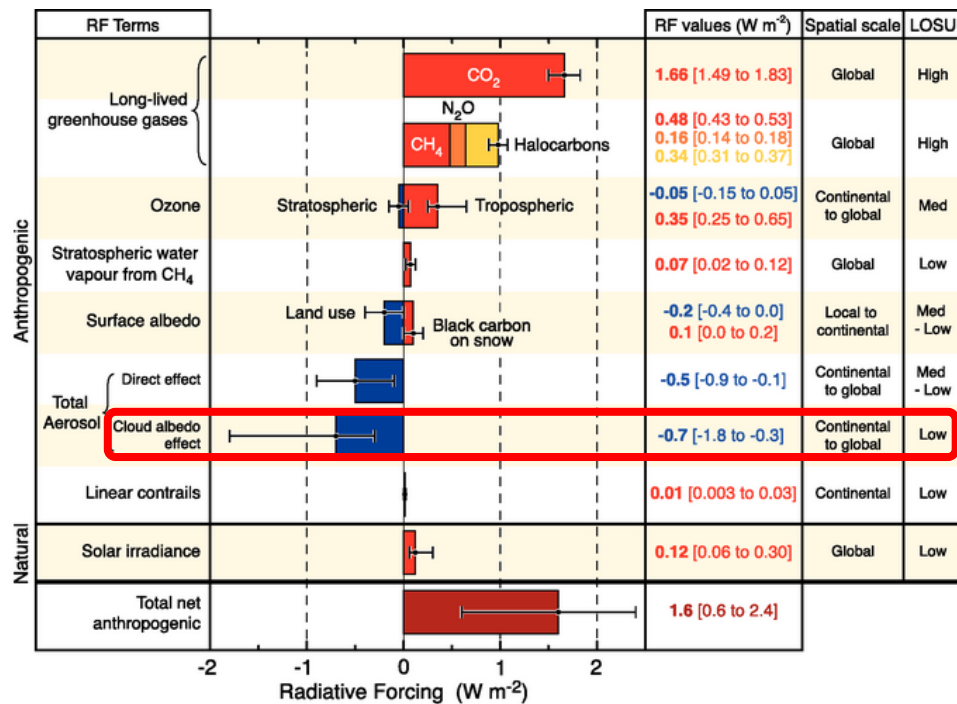 RF Terms
RF values (W m-2)
Spatial scale
LOSU
Anthropogenic
Long-lived
greenhouse gases
CO2
1.66 [1.49 to 1.83]
Global
High
N2O
CH4
Halocarbons
0.48 [0.43 to 0.53]
0.16 [0.14 to 0.18]
0.34 [0.31 to 0.37]
Global
High
Ozone
Stratospheric
Tropospheric
-0.05 [-0.15 to 0.05]
0.35 [0.25 to 0.65]
Continental
to global
Med
Stratospheric water
vapour from CH4
0.07 [0.02 to 0.12]
Global
Low
Surface albedo
Land use
Black carbon
on snow
-0.2 [-0.4 to 0.0]
0.1 [0.0 to 0.2]
Local to
continental
Med
- Low
Total
Aerosol
Direct effect
-0.5 [-0.9 to -0.1]
Continental
to global
Med
- Low
Cloud albedo
effect
-0.7 [-1.8 to -0.3]
Continental
to global
Low
Linear contrails
0.01 [0.003 to 0.03]
Continental
Low
Natural
Solar irradiance
0.12 [0.06 to 0.30]
Global
Low
Total net
anthropogenic
1.6 [0.6 to 2.4]
-2 -1 0 1 2
Radiative Forcing (W m-2)